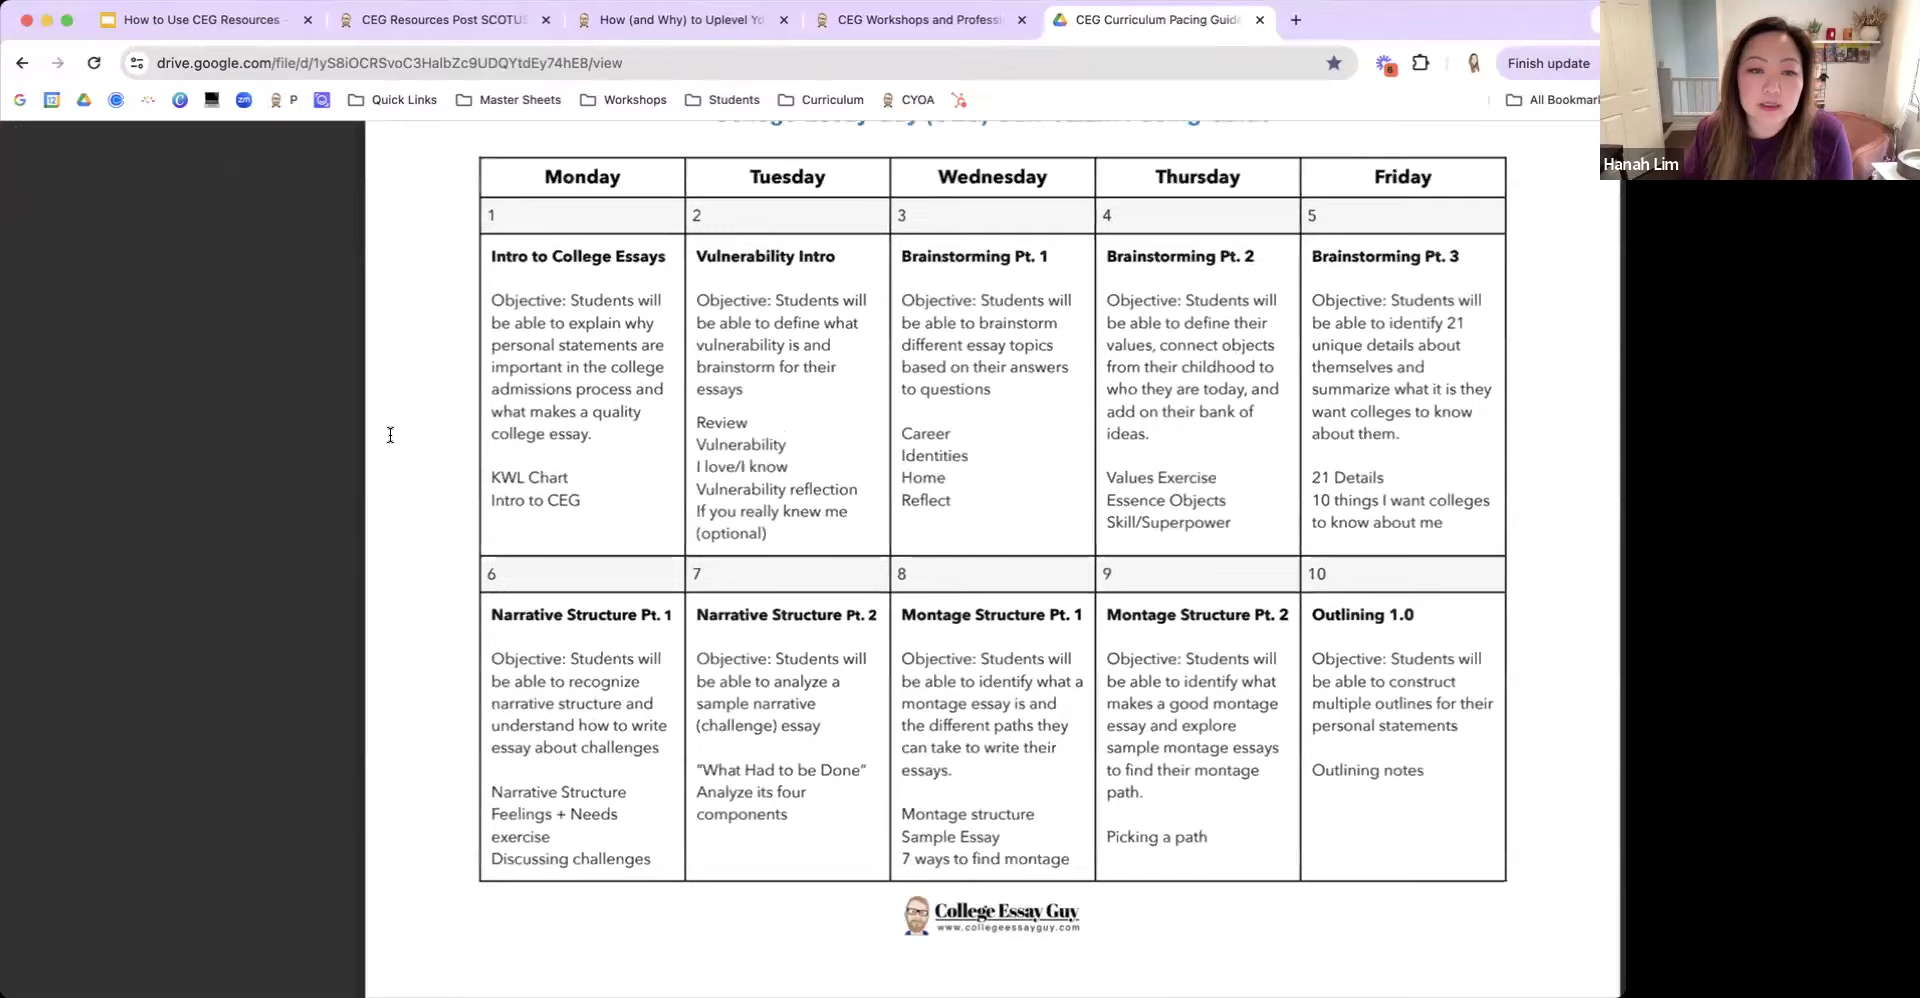 How to Use CEG Resources
CEG Resources Post SCOTUS
How (and Why) to Uplevel Yo
CEG Workshops and Professi
CEG Curriculum Pacing Guide
drive.google.com/file/d/1yS8iOCRSvoC3HalbZc9UDQYtdEy74hE8/view
6
Finish update
12
zm
P
Quick Links
Master Sheets
Workshops
Students
Curriculum
CYOA
All Bookmar
Hanah Lim
Monday
Tuesday
Wednesday
Thursday
Friday
1
2
3
4
5
Intro to College Essays
Objective: Students will
be able to explain why
personal statements are
important in the college
admissions process and
what makes a quality
college essay.
KWL Chart
Intro to CEG
Vulnerability Intro
Objective: Students will
be able to define what
vulnerability is and
brainstorm for their
essays
Review
Vulnerability
I love/I know
Vulnerability reflection
If you really knew me
(optional)
Brainstorming Pt. 1
Objective: Students will
be able to brainstorm
different essay topics
based on their answers
to questions
Career
Identities
Home
Reflect
Brainstorming Pt. 2
Objective: Students will
be able to define their
values, connect objects
from their childhood to
who they are today, and
add on their bank of
ideas.
Values Exercise
Essence Objects
Skill/Superpower
Brainstorming Pt. 3
Objective: Students will
be able to identify 21
unique details about
themselves and
summarize what it is they
want colleges to know
about them.
21 Details
10 things I want colleges
to know about me
6
7
8
9
10
Narrative Structure Pt. 1
Objective: Students will
be able to recognize
narrative structure and
understand how to write
essay about challenges
Narrative Structure
Feelings + Needs
exercise
Discussing challenges
Narrative Structure Pt. 2
Objective: Students will
be able to analyze a
sample narrative
(challenge) essay
“What Had to be Done”
Analyze its four
components
Montage Structure Pt. 1
Objective: Students will
be able to identify what a
montage essay is and
the different paths they
can take to write their
essays.
Montage structure
Sample Essay
7 ways to find montage
Montage Structure Pt. 2
Objective: Students will
be able to identify what
makes a good montage
essay and explore
sample montage essays
to find their montage
path.
Picking a path
Outlining 1.0
Objective: Students will
be able to construct
multiple outlines for their
personal statements
Outlining notes
College Essay Guy
www.collegeessayguy.com